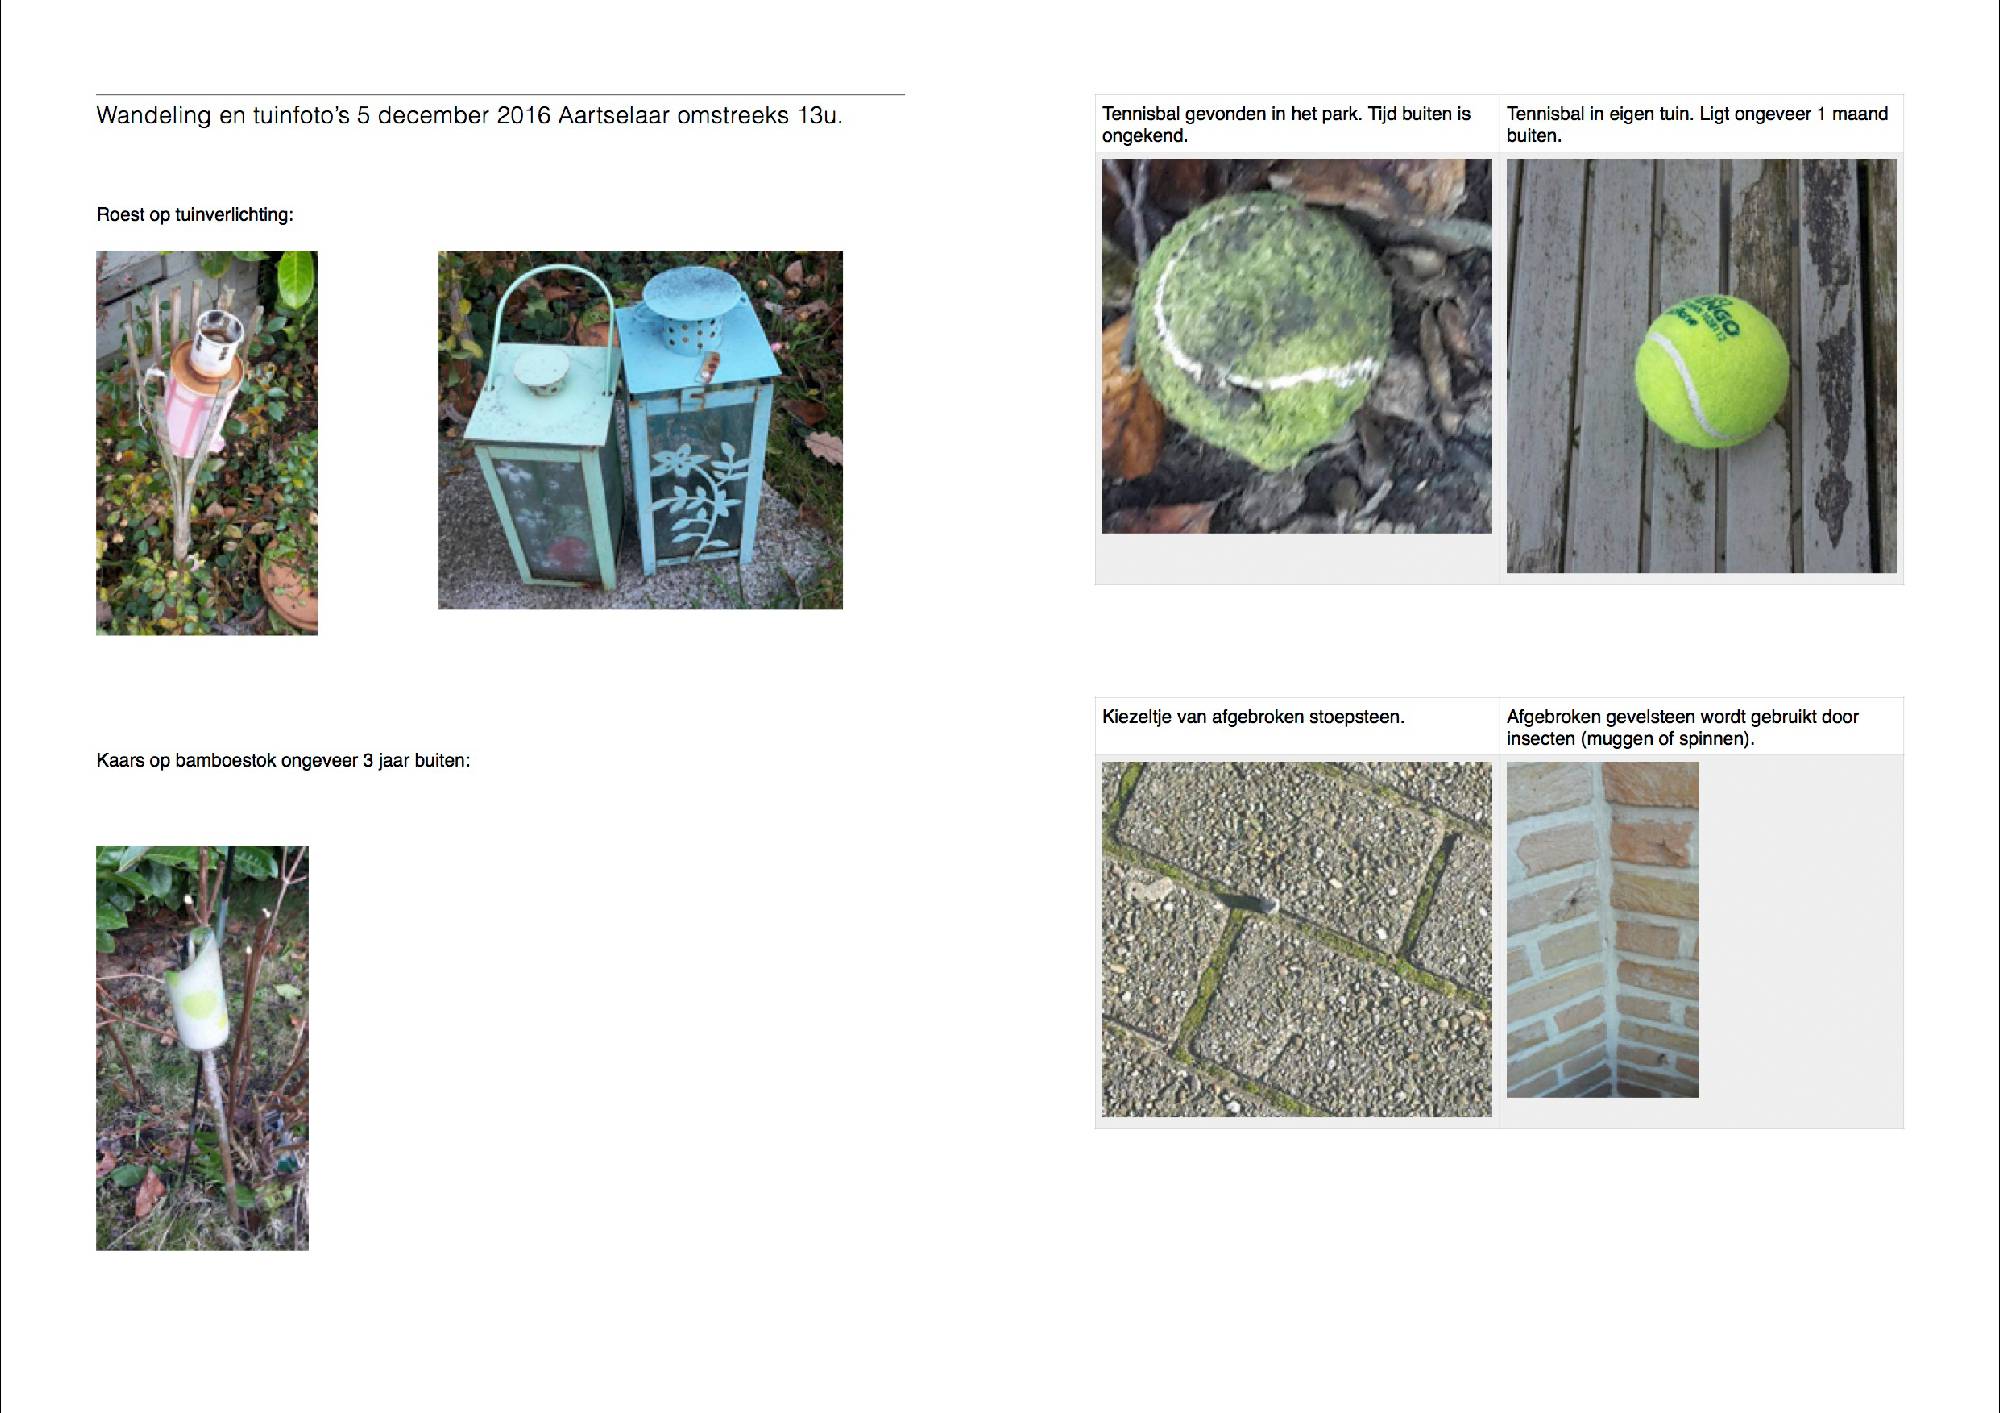 Wandeling en tuinfoto's 5 december 2016 Aartselaar omstreeks 13u.
Roest op tuinverlichting:
Kaars op bamboestok ongeveer 3 jaar buiten:
Tennisbal gevonden in het park. Tijd buiten is
ongekend.
Tennisbal in eigen tuin. Ligt ongeveer 1 maand
buiten.
Kiezeltje van afgebroken stoepsteen.
Afgebroken gevelsteen wordt gebruikt door
insecten (muggen of spinnen).